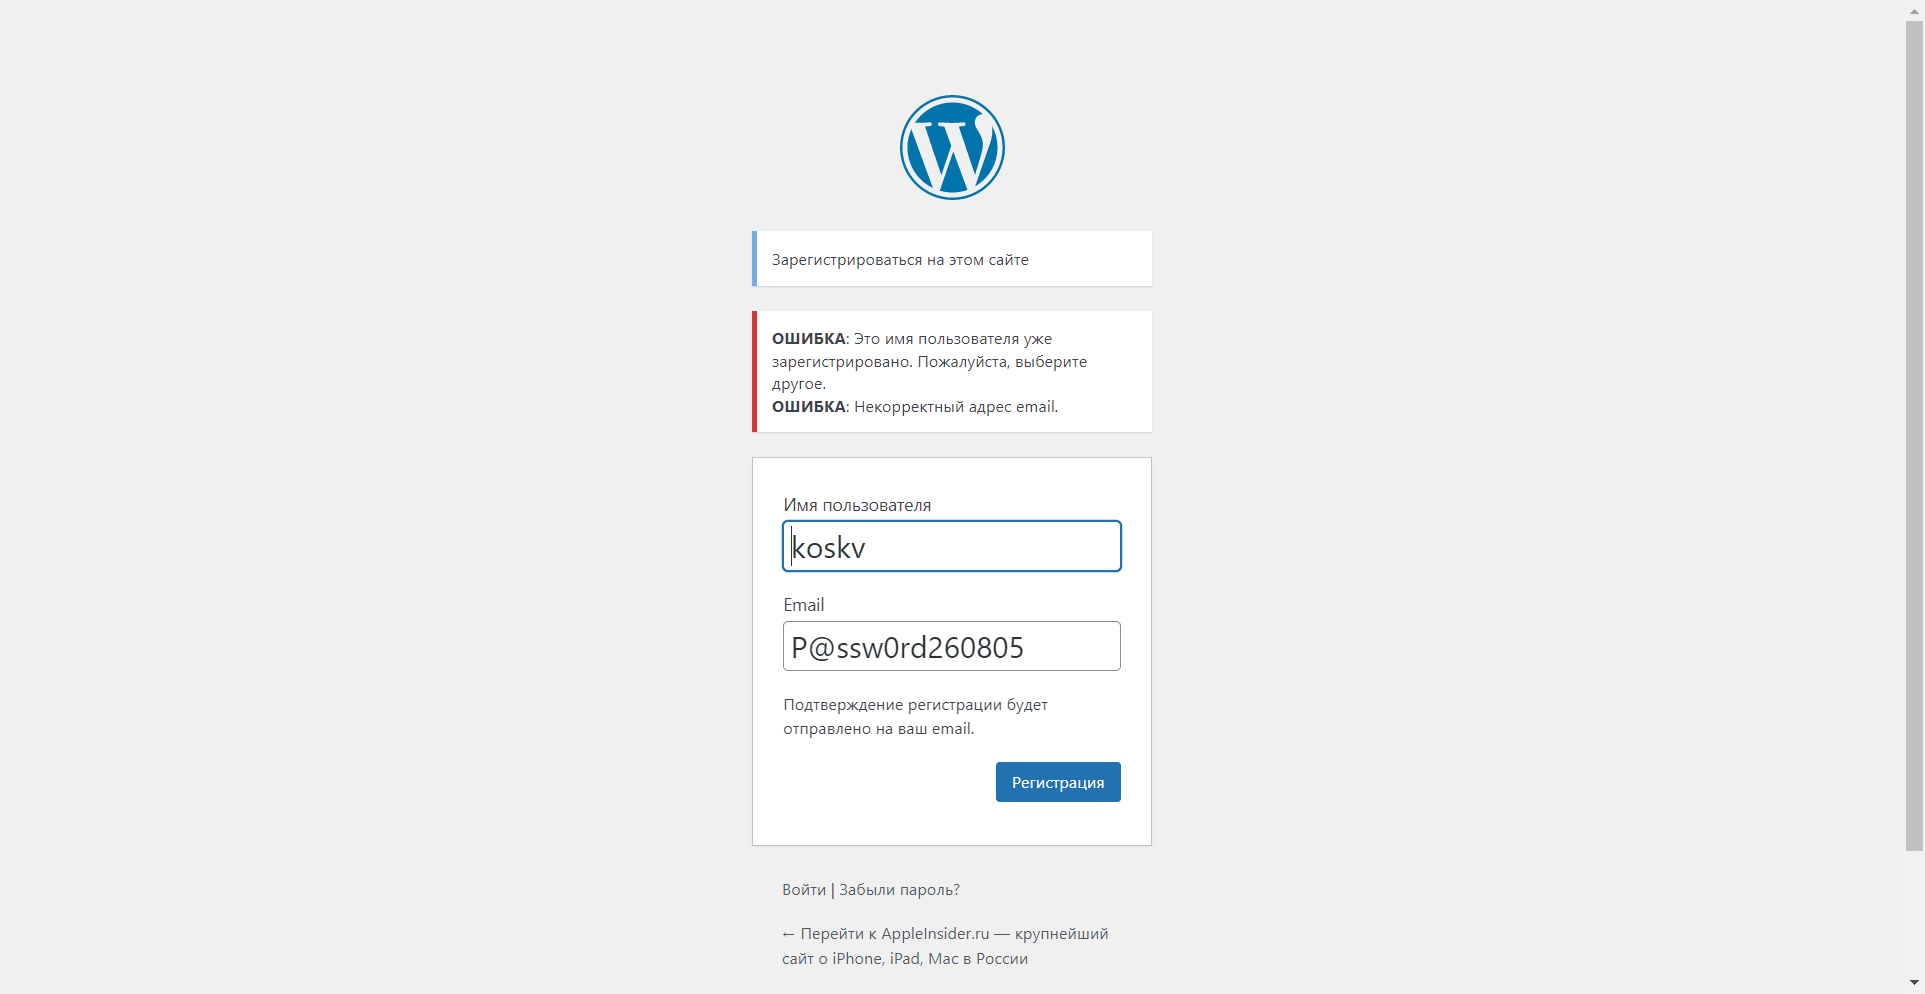 Зарегистрироваться на этом сайте
ОШИБКА: Это имя пользователя уже
зарегистрировано. Пожалуйста, выберите
другое.
ОШИБКА: Некорректный адрес email.
Имя пользователя
koskv
Email
P@ssw0rd260805
Подтверждение регистрации будет
отправлено на ваш email.
Регистрация
Войти | Забыли пароль?
← Перейти к AppleInsider.ru — крупнейший
сайт о iPhone, iPad, Mac в России